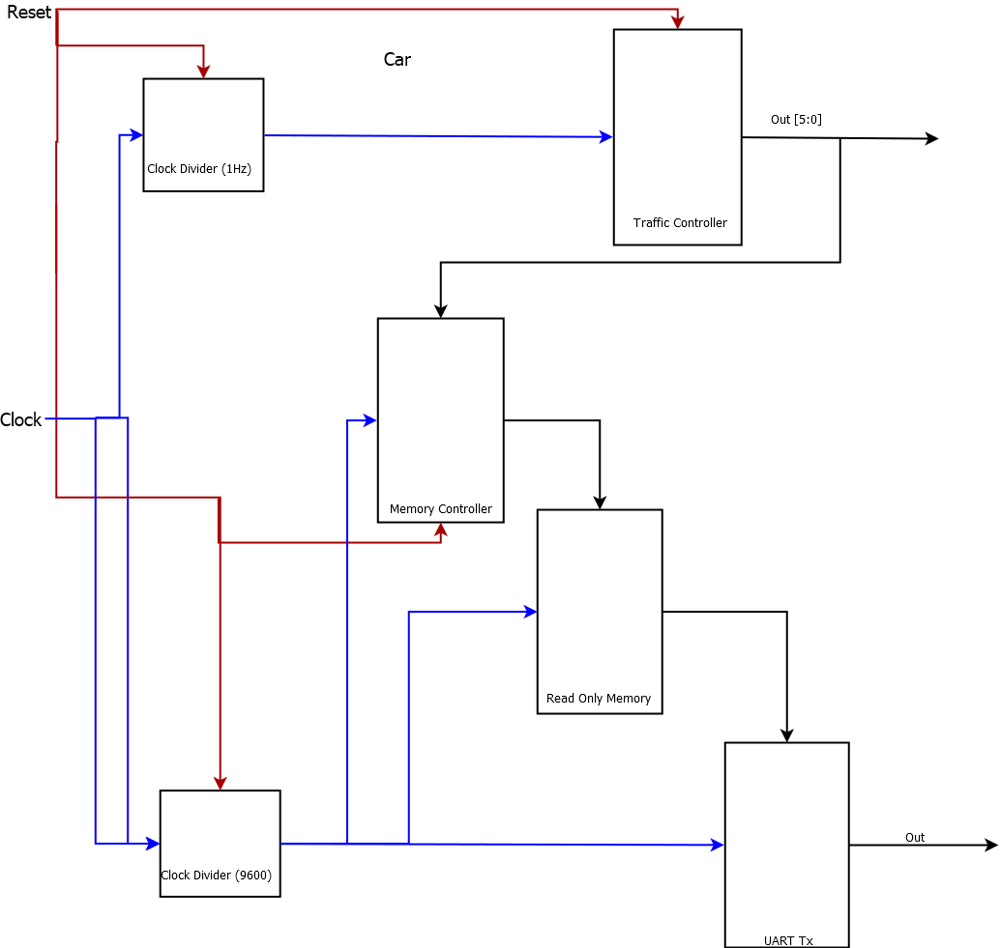 Reset
Car
Out [5:0]
Clock Divider (1Hz)
Traffic Controller
Clock
Memory Controller
Read Only Memory
Out
Clock Divider (9600)
UART Tx